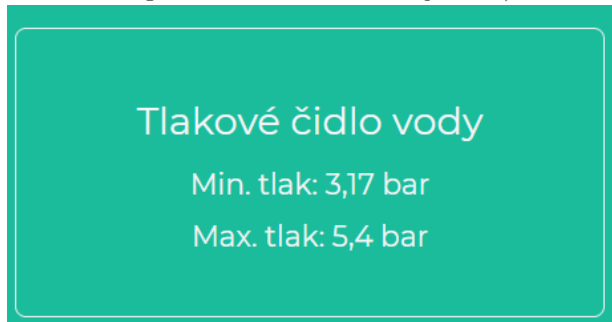 Tlakové čidlo vody
Min. tlak: 3,17 bar
Max. tlak: 5,4 bar